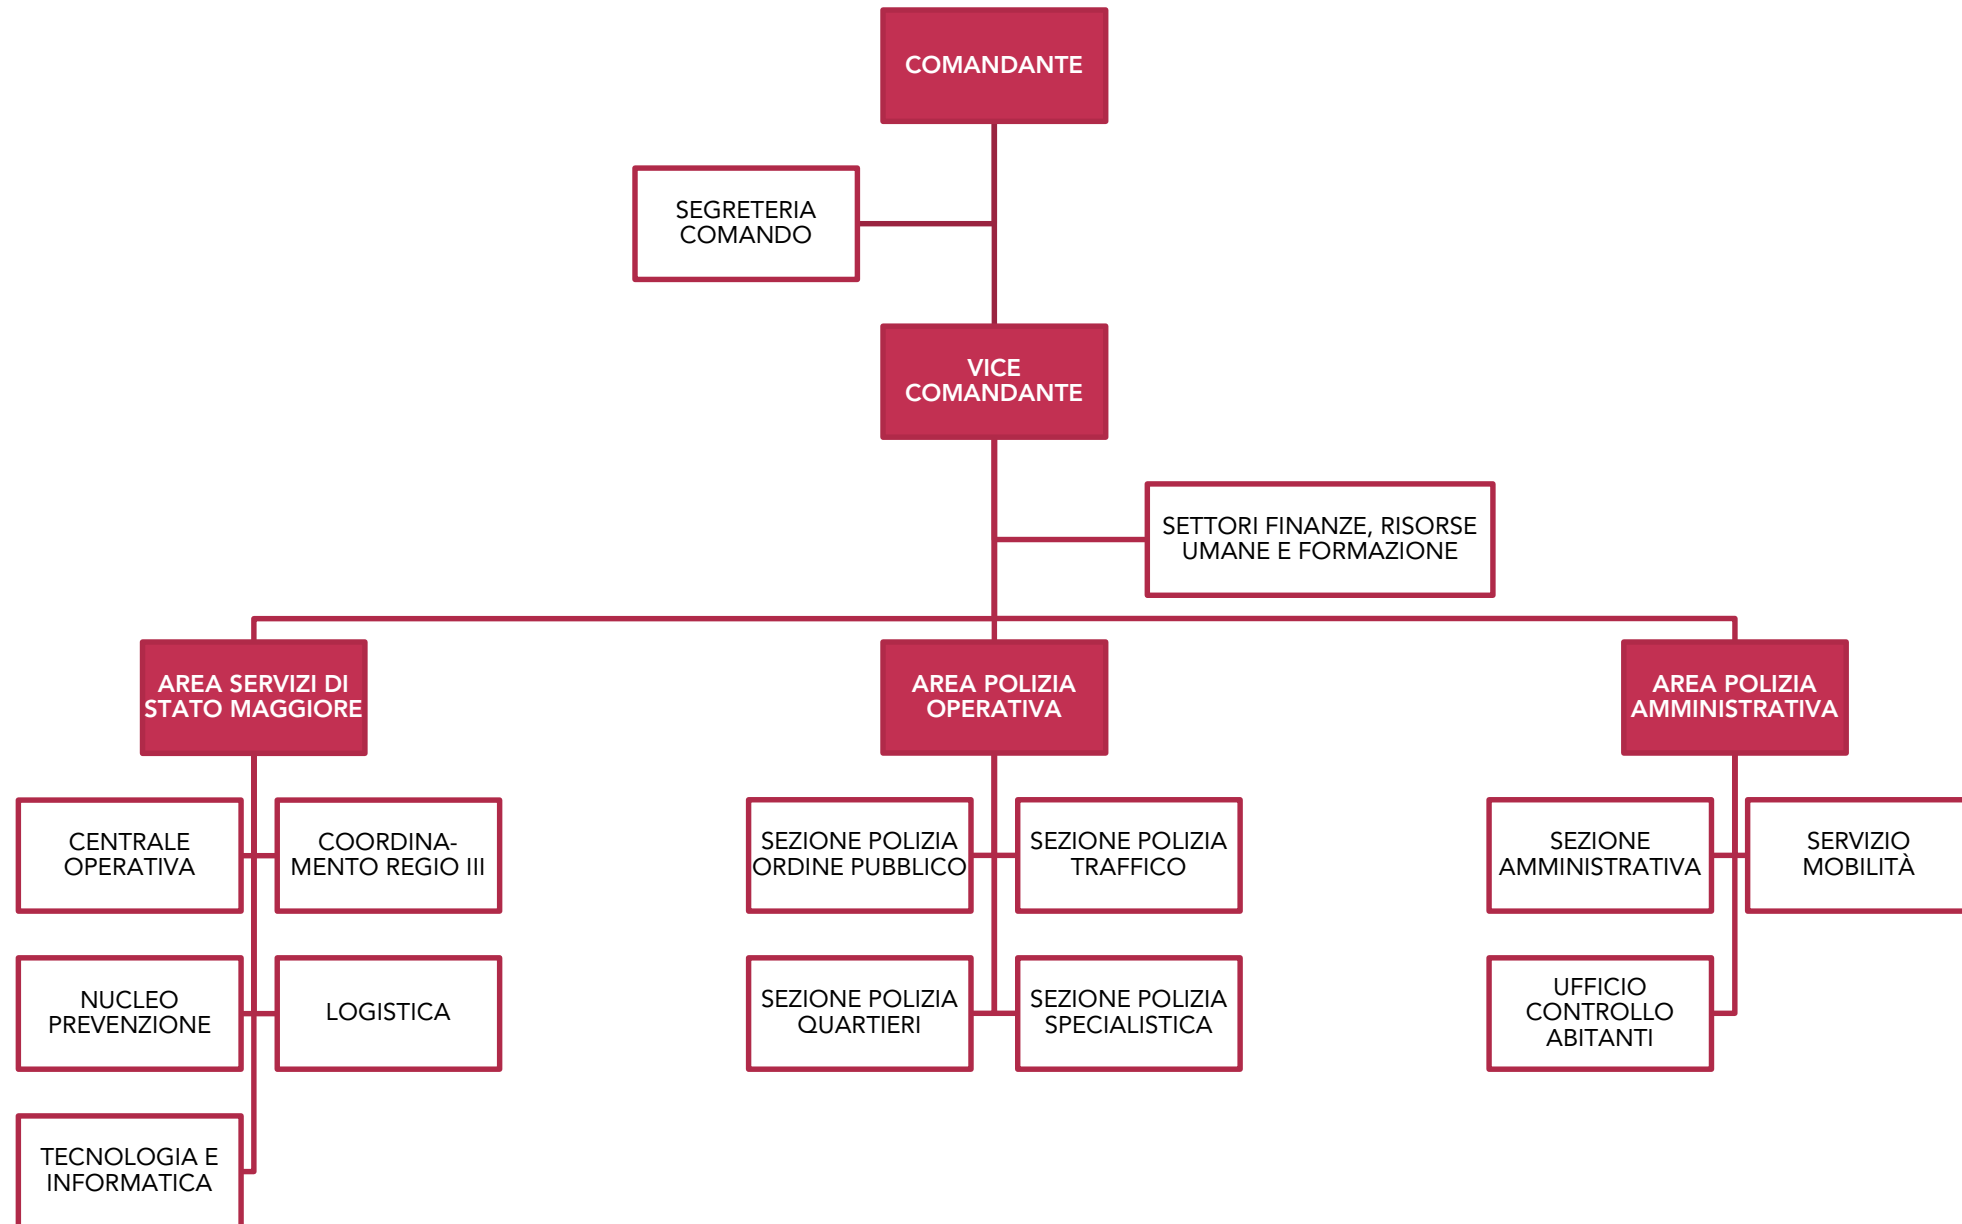 COMANDANTE
SEGRETERIA
COMANDO
VICE
COMANDANTE
SETTORI FINANZE, RISORSE
UMANE E FORMAZIONE
AREA SERVIZI DI
STATO MAGGIORE
AREA POLIZIA
OPERATIVA
AREA POLIZIA
AMMINISTRATIVA
CENTRALE
OPERATIVA
COORDINA-
MENTO REGIO III
SEZIONE POLIZIA
ORDINE PUBBLICO
SEZIONE POLIZIA
TRAFFICO
SEZIONE
AMMINISTRATIVA
SERVIZIO
MOBILITÀ
NUCLEO
PREVENZIONE
LOGISTICA
SEZIONE POLIZIA
QUARTIERI
SEZIONE POLIZIA
SPECIALISTICA
UFFICIO
CONTROLLO
ABITANTI
TECNOLOGIA E
INFORMATICA